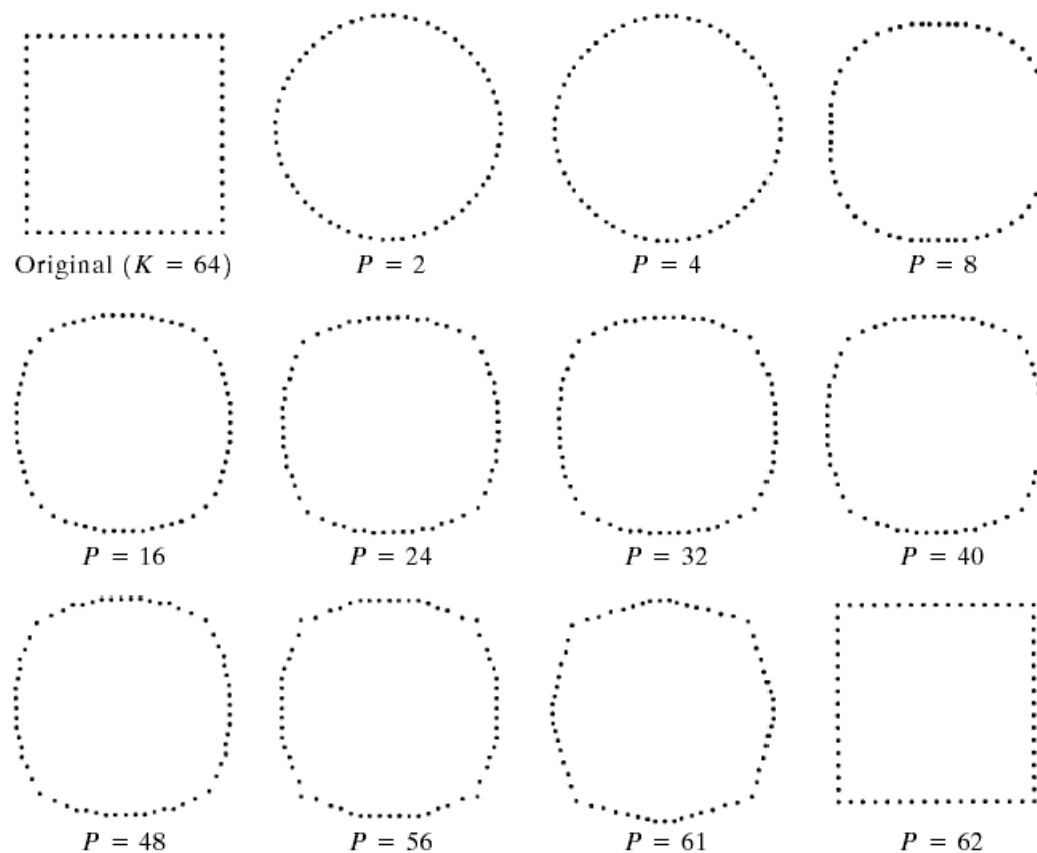 Original (K = 64)
P = 2
P = 4
P = 8
P = 16
P = 24
P = 32
P = 40
P = 48
P = 56
P = 61
P = 62